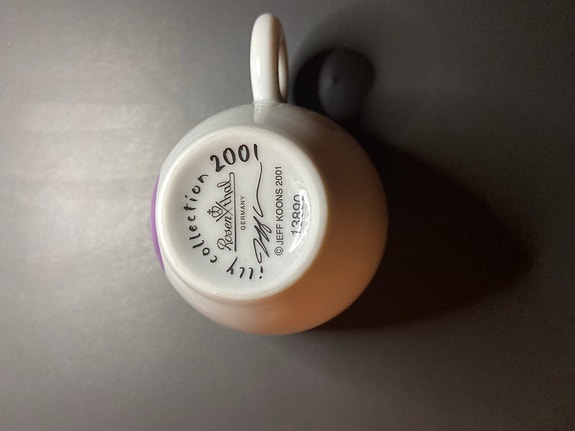 illy collection 2001
Rosenthal
GERMANY
© JEFF KOONS 2001
13890